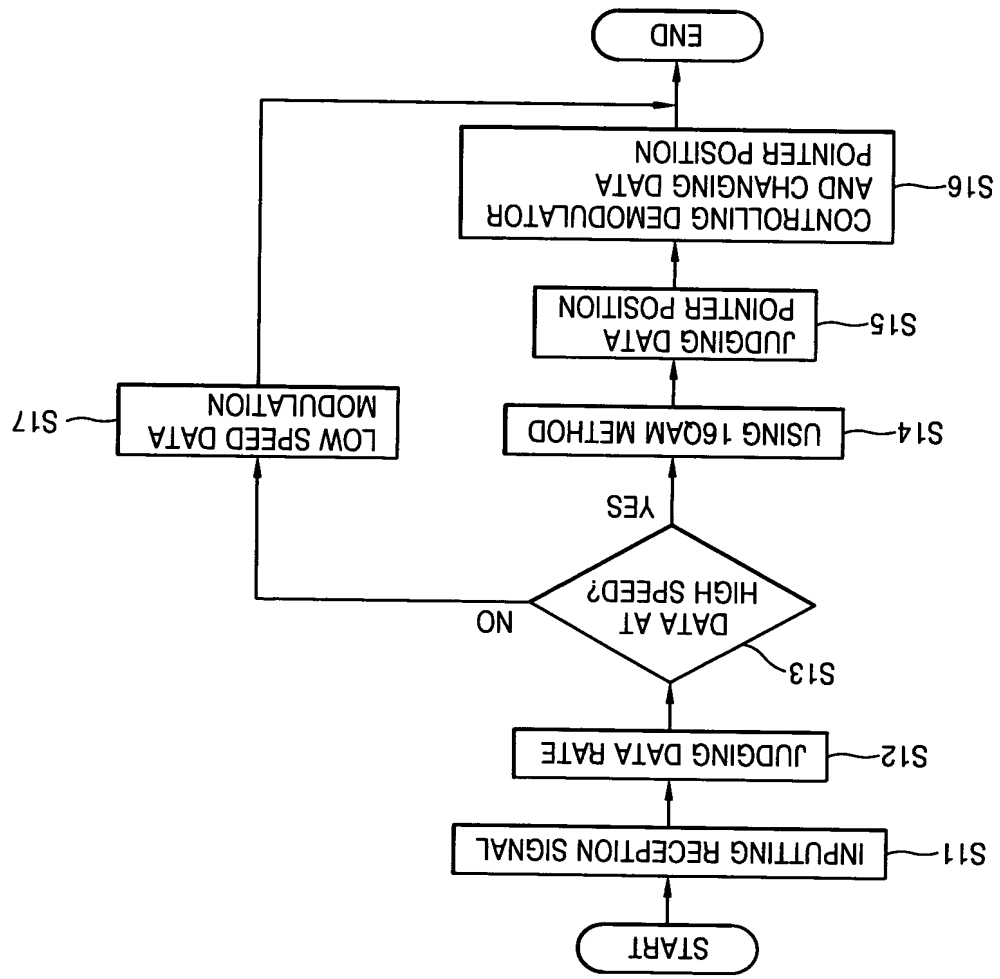 START
S11
INPUTTING RECEPTION SIGNAL
S12
JUDGING DATA RATE
S13
DATA AT
HIGH SPEED?
NO
YES
S14
USING 16QAM METHOD
S17
LOW SPEED DATA
MODULATION
S15
JUDGING DATA
POINTER POSITION
S16
CONTROLLING DEMODULATOR
AND CHANGING DATA
POINTER POSITION
END